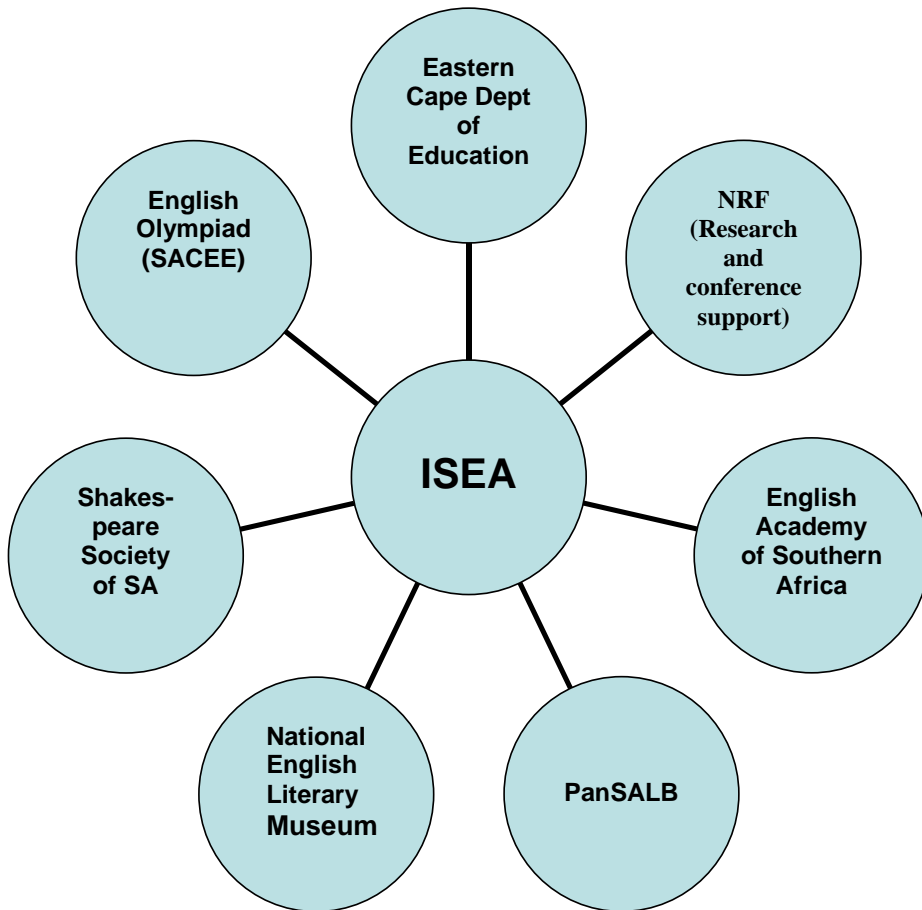 Eastern
Cape Dept
of
Education
English
Olympiad
(SACEE)
NRF
(Research
and
conference
support)
ISEA
Shakes-
peare
Society
of SA
English
Academy
of Southern
Africa
National
English
Literary
Museum
PanSALB